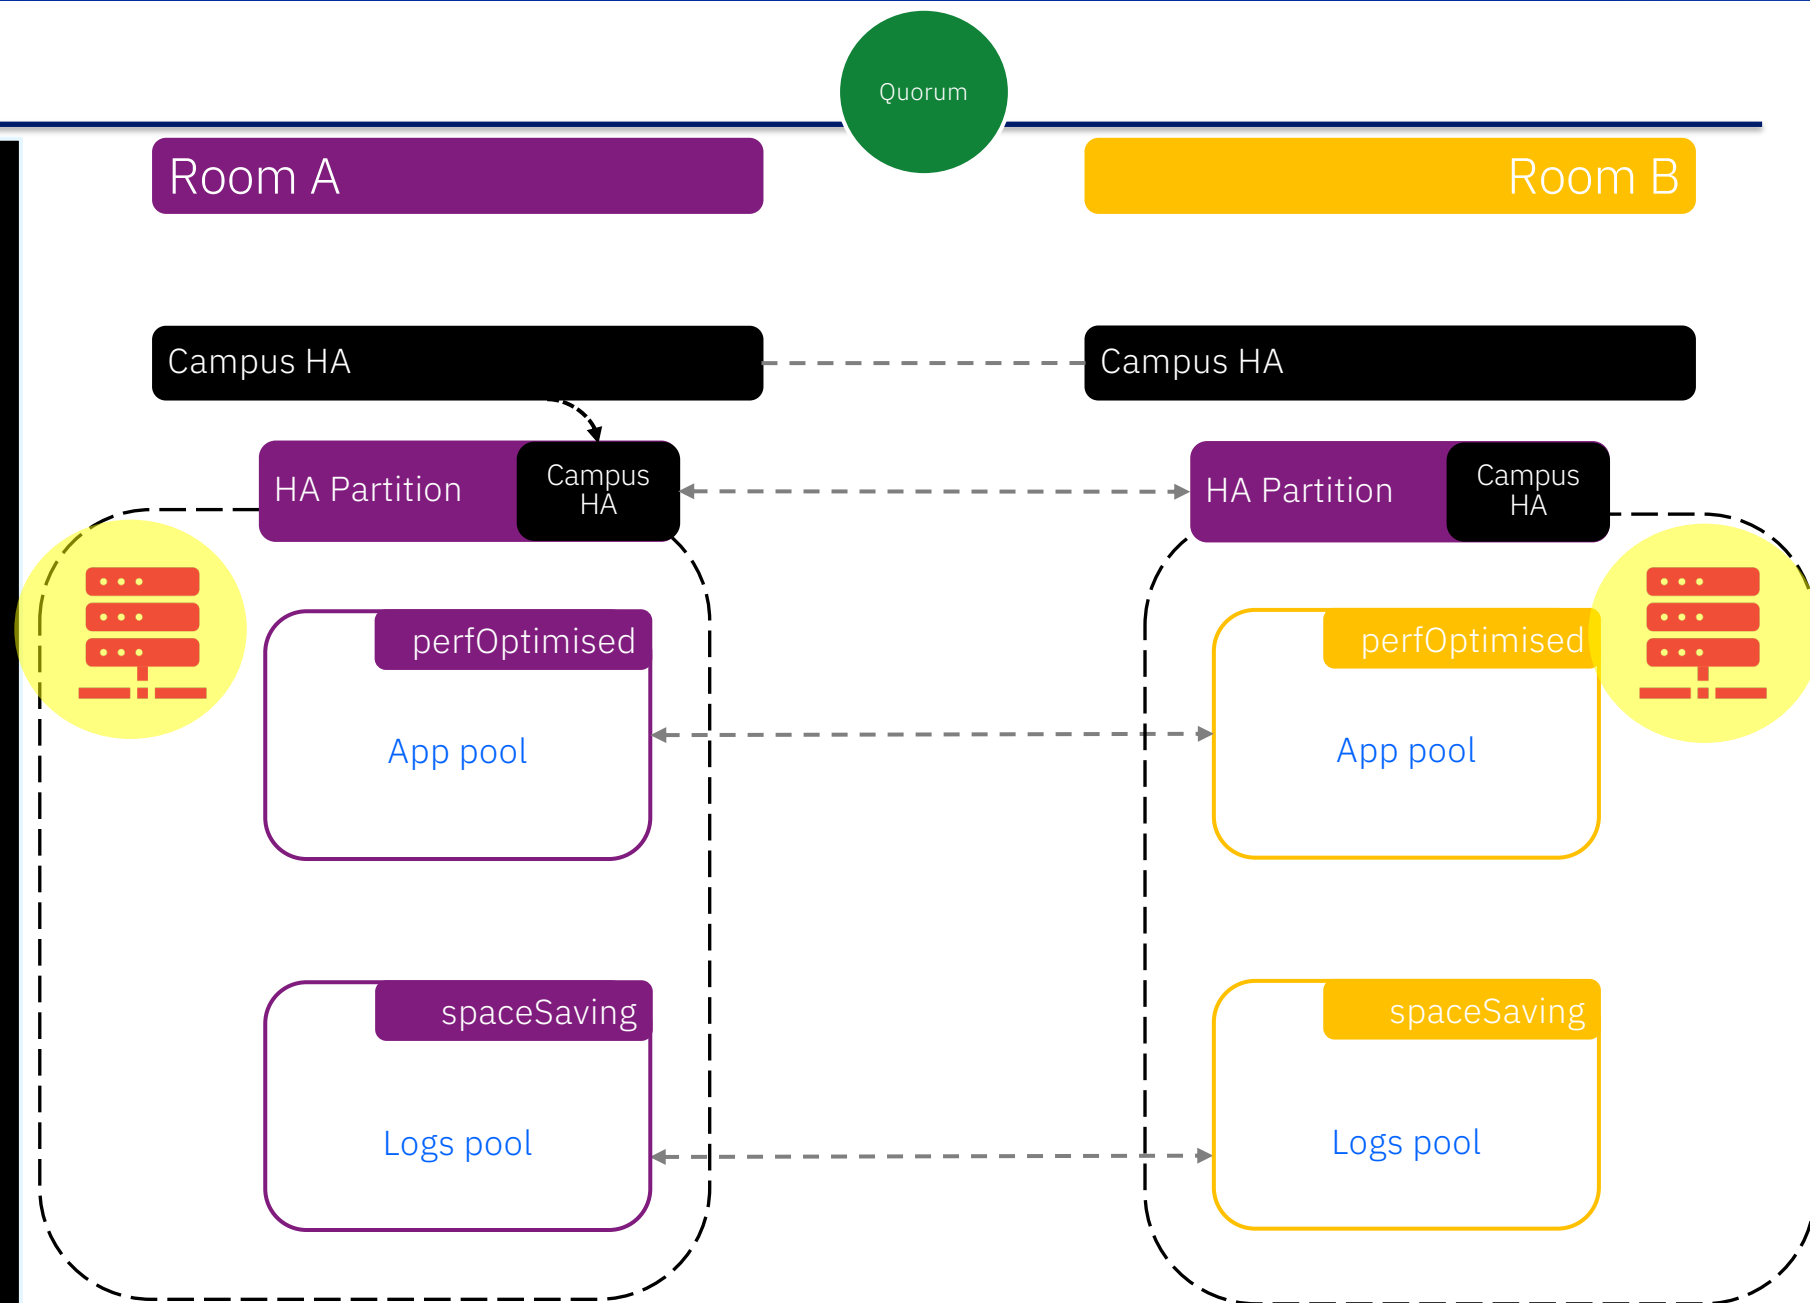 Quorum
Room A
Room B
Campus HA
Campus HA
HA Partition
Campus
HA
HA Partition
Campus
HA
perfOptimised
perfOptimised
App pool
App pool
spaceSaving
spaceSaving
Logs pool
Logs pool